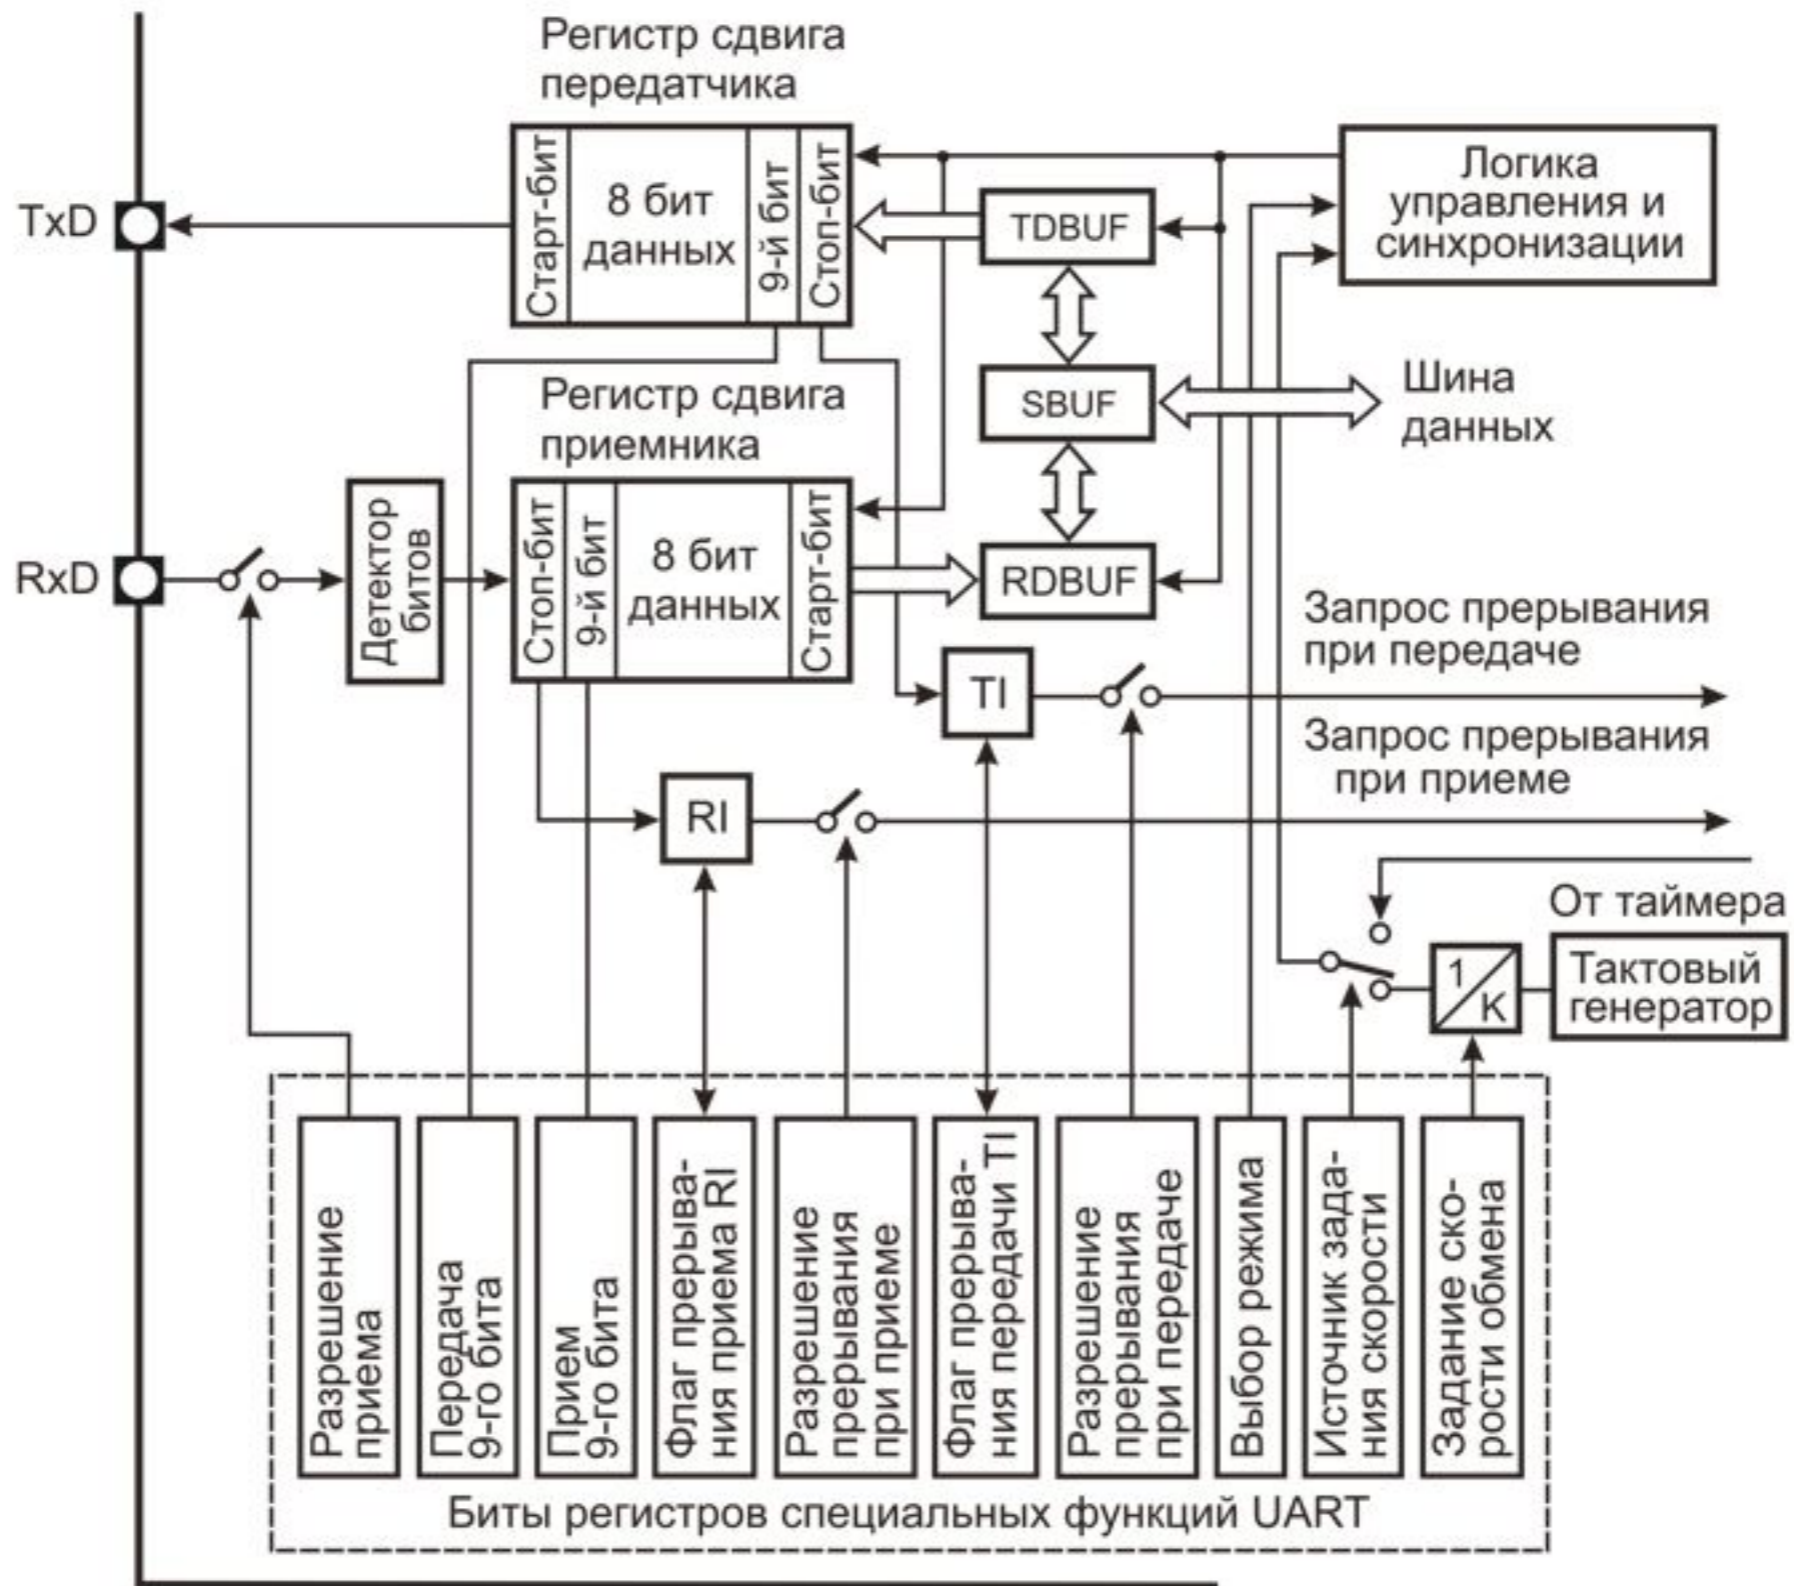 Регистр сдвига
передатчика
TxD
Старт-бит
8 бит
данных
9-й бит
Стоп-бит
TDBUF
Логика
управления и
синхронизации
SBUF
Шина
данных
Регистр сдвига
приемника
RxD
Детектор
битов
Стоп-бит
9-й бит
8 бит
данных
Старт-бит
RDBUF
Запрос прерывания
при передаче
TI
Запрос прерывания
при приеме
RI
От таймера
1
K
Тактовый
генератор
Разрешение
приема
Передача
9-го бита
Прием
9-го бита
Флаг прерыва-
ния приема RI
Разрешение
прерывания
при приеме
Флаг прерыва-
ния передачи TI
Разрешение
прерывания
при передаче
Выбор режима
Источник зада-
ния скорости
Задание ско-
рости обмена
Биты регистров специальных функций UART